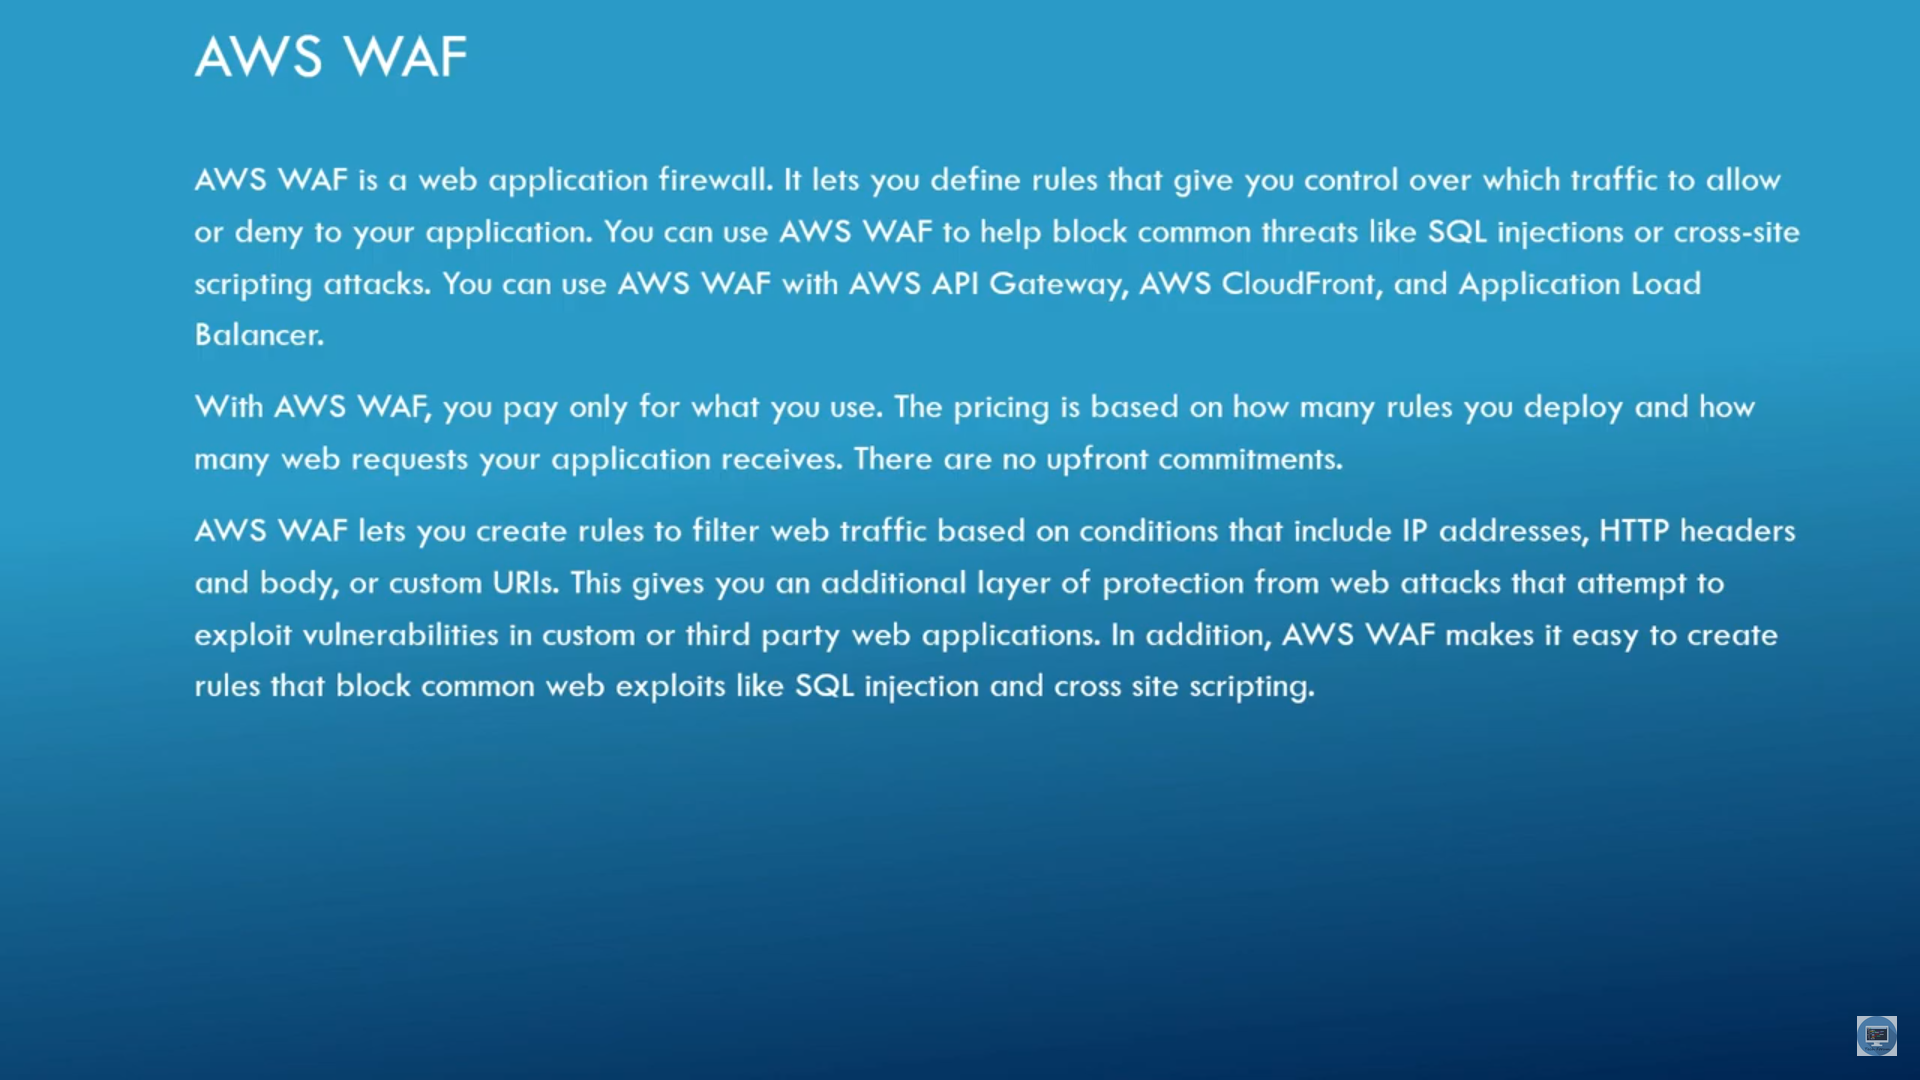 AWS WAF
AWS WAF is a web application firewall. It lets you define rules that give you control over which traffic to allow
or deny to your application. You can use AWS WAF to help block common threats like SQL injections or cross-site
scripting attacks. You can use AWS WAF with AWS API Gateway, AWS CloudFront, and Application Load
Balancer.
With AWS WAF, you pay only for what you use. The pricing is based on how many rules you deploy and how
many web requests your application receives. There are no upfront commitments.
AWS WAF lets you create rules to filter web traffic based on conditions that include IP addresses, HTTP headers
and body, or custom URIs. This gives you an additional layer of protection from web attacks that attempt to
exploit vulnerabilities in custom or third party web applications. In addition, AWS WAF makes it easy to create
rules that block common web exploits like SQL injection and cross site scripting.